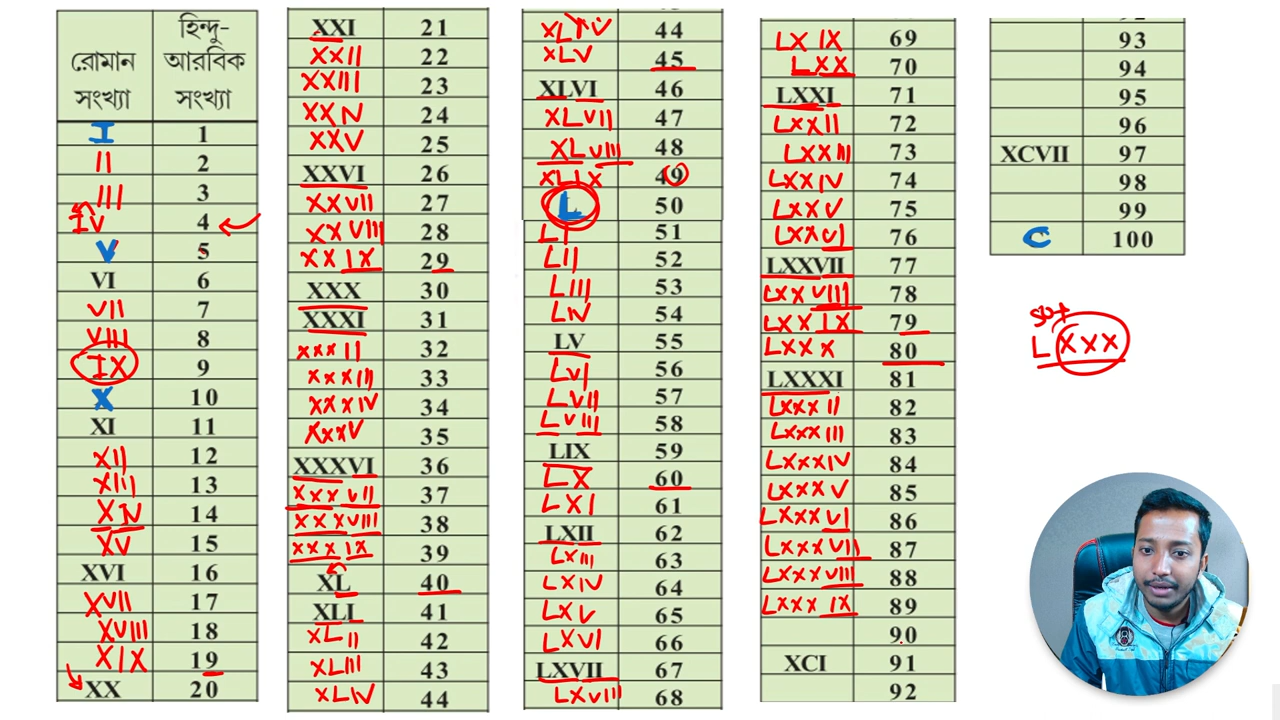 রোমান সংখ্যা হিন্দু-আরবিক সংখ্যা
I 1
II 2
III 3
IV 4
V 5
VI 6
VII 7
VIII 8
IX 9
X 10
XI 11
XII 12
XIII 13
XIV 14
XV 15
XVI 16
XVII 17
XVIII 18
XIX 19
XX 20
XXI 21
XXII 22
XXIII 23
XXIV 24
XXV 25
XXVI 26
XXVII 27
XXVIII 28
XXIX 29
XXX 30
XXXI 31
XXXII 32
XXXIII 33
XXXIV 34
XXXV 35
XXXVI 36
XXXVII 37
XXXVIII 38
XXXIX 39
XL 40
XLI 41
XLII 42
XLIII 43
XLIV 44
XLIV 44
XLV 45
XLVI 46
XLVII 47
XLVIII 48
XLIX 49
L 50
LI 51
LII 52
LIII 53
LIV 54
LV 55
LVI 56
LVII 57
LVIII 58
LIX 59
LX 60
LXI 61
LXII 62
LXIII 63
LXIV 64
LXV 65
LXVI 66
LXVII 67
LXVIII 68
LXIX 69
LXX 70
LXXI 71
LXXII 72
LXXIII 73
LXXIV 74
LXXV 75
LXXVI 76
LXXVII 77
LXXVIII 78
LXXIX 79
LXXX 80
LXXXI 81
LXXXII 82
LXXXIII 83
LXXXIV 84
LXXXV 85
LXXXVI 86
LXXXVII 87
LXXXVIII 88
LXXXIX 89
90
XCI 91
92
93
94
95
96
XCVII 97
98
99
C 100
LXXX